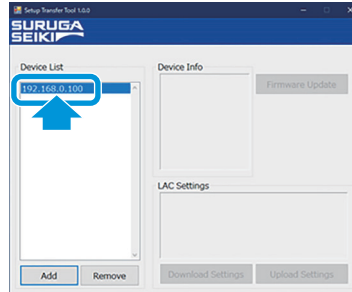 Setup Transfer Tool 1.0.0
SURUGA
SEIKI
Device List
192.168.0.100
Add
Remove
Device Info
Firmware Update
LAC Settings
Download Settings
Upload Settings